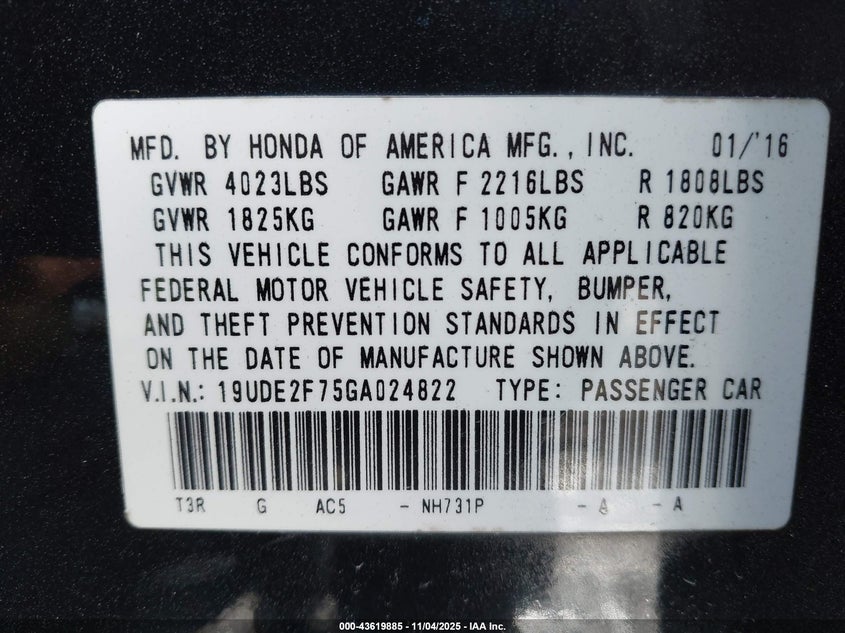 MFD. BY HONDA OF AMERICA MFG., INC. 01/'16
GVWR 4023LBS GAWR F 2216LBS R 1808LBS
GVWR 1825KG GAWR F 1005KG R 820KG
THIS VEHICLE CONFORMS TO ALL APPLICABLE
FEDERAL MOTOR VEHICLE SAFETY, BUMPER,
AND THEFT PREVENTION STANDARDS IN EFFECT
ON THE DATE OF MANUFACTURE SHOWN ABOVE.
V.I.N.: 19UDE2F75GA024822 TYPE: PASSENGER CAR
T3R G AC5 - NH731P - A - A
000-43619885 - 11/04/2025 - IAA Inc.